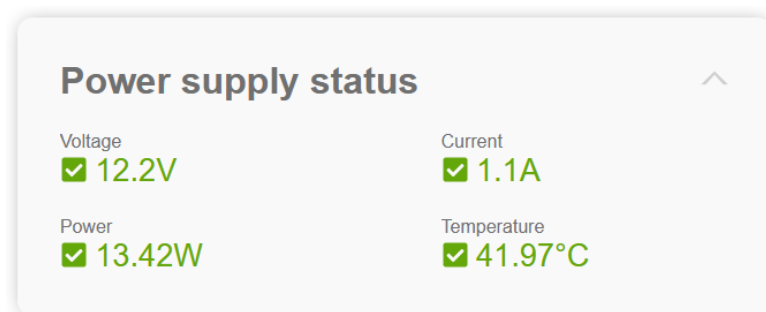 Power supply status
Voltage
12.2V
Current
1.1A
Power
13.42W
Temperature
41.97°C